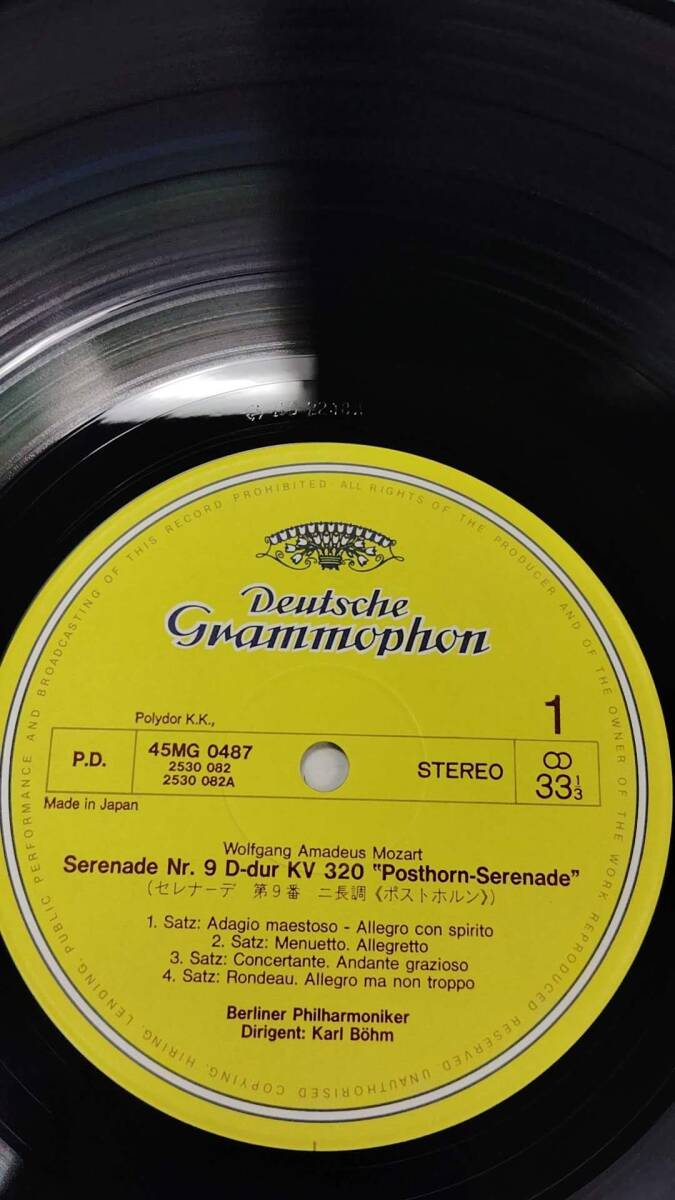 Deutsche
Grammophon
1
Polydor K.K.,
P.D.
45MG 0487
2530 082
2530 082A
STEREO
33 1/3
Made in Japan
Wolfgang Amadeus Mozart
Serenade Nr. 9 D-dur KV 320 "Posthorn-Serenade"
(セレナーデ 第9番 ニ長調《ポストホルン》)
1. Satz: Adagio maestoso - Allegro con spirito
2. Satz: Menuetto. Allegretto
3. Satz: Concertante. Andante grazioso
4. Satz: Rondeau. Allegro ma non troppo
Berliner Philharmoniker
Dirigent: Karl Böhm
ALL RIGHTS OF THE PRODUCER AND OF THE OWNER OF THE WORK REPRODUCED RESERVED UNAUTHORISED COPYING, HIRING, LENDING, PUBLIC PERFORMANCE AND BROADCASTING OF THIS RECORD PROHIBITED